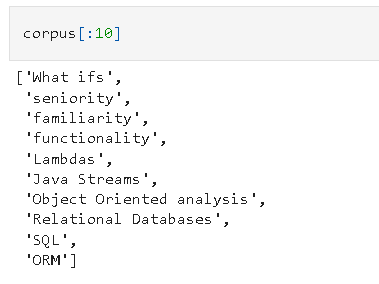 corpus[:10]
['What ifs',
'seniority',
'familiarity',
'functionality',
'Lambdas',
'Java Streams',
'Object Oriented analysis',
'Relational Databases',
'SQL',
'ORM']